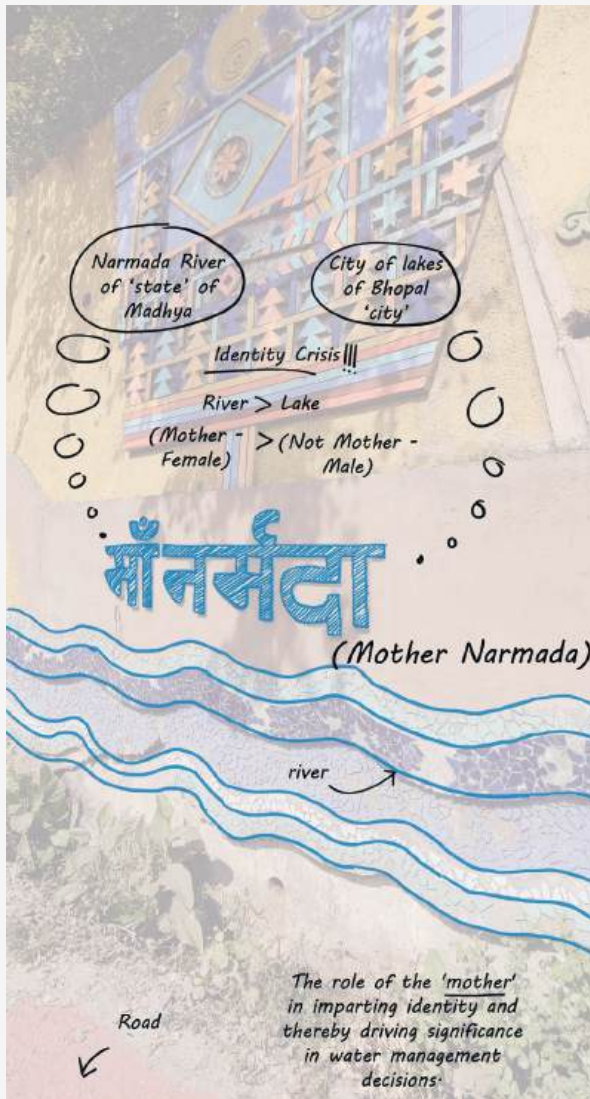 Narmada River
of 'state' of
Madhya
City of lakes
of Bhopal
'city'
Identity Crisis!!!
River > Lake
(Mother -
Female)
> (Not Mother -
Male)
माँ नर्मदा
(Mother Narmada)
river
The role of the 'mother'
in imparting identity and
thereby driving significance
in water management
decisions.
Road